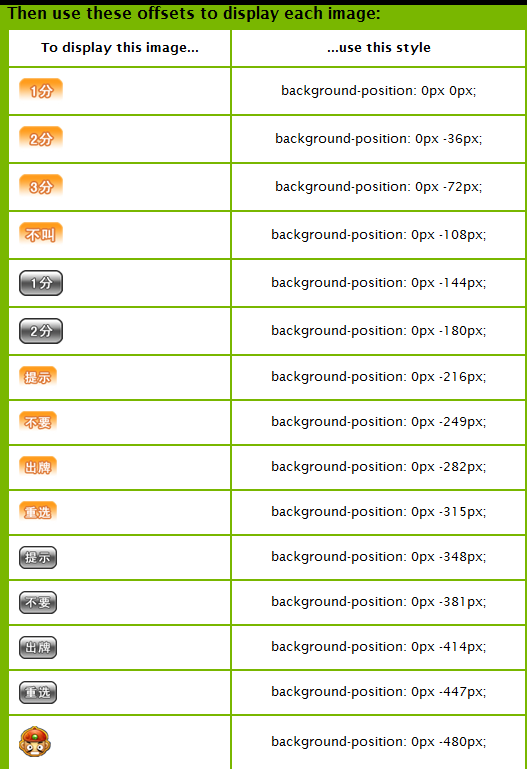 Then use these offsets to display each image:
To display this image... ...use this style
1分 background-position: 0px 0px;
2分 background-position: 0px -36px;
3分 background-position: 0px -72px;
不叫 background-position: 0px -108px;
1分 background-position: 0px -144px;
2分 background-position: 0px -180px;
提示 background-position: 0px -216px;
不要 background-position: 0px -249px;
出牌 background-position: 0px -282px;
重选 background-position: 0px -315px;
提示 background-position: 0px -348px;
不要 background-position: 0px -381px;
出牌 background-position: 0px -414px;
重选 background-position: 0px -447px;
background-position: 0px -480px;